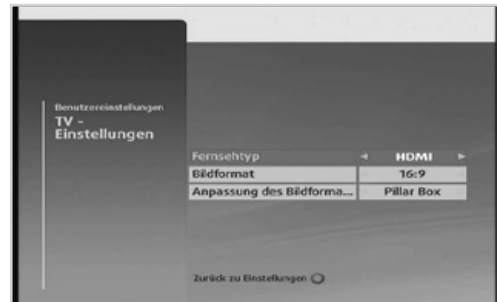 Benutzereinstellungen
TV -
Einstellungen
Fernsehtyp HDMI
Bildformat 16:9
Anpassung des Bildforma... Pillar Box
Zurück zu Einstellungen